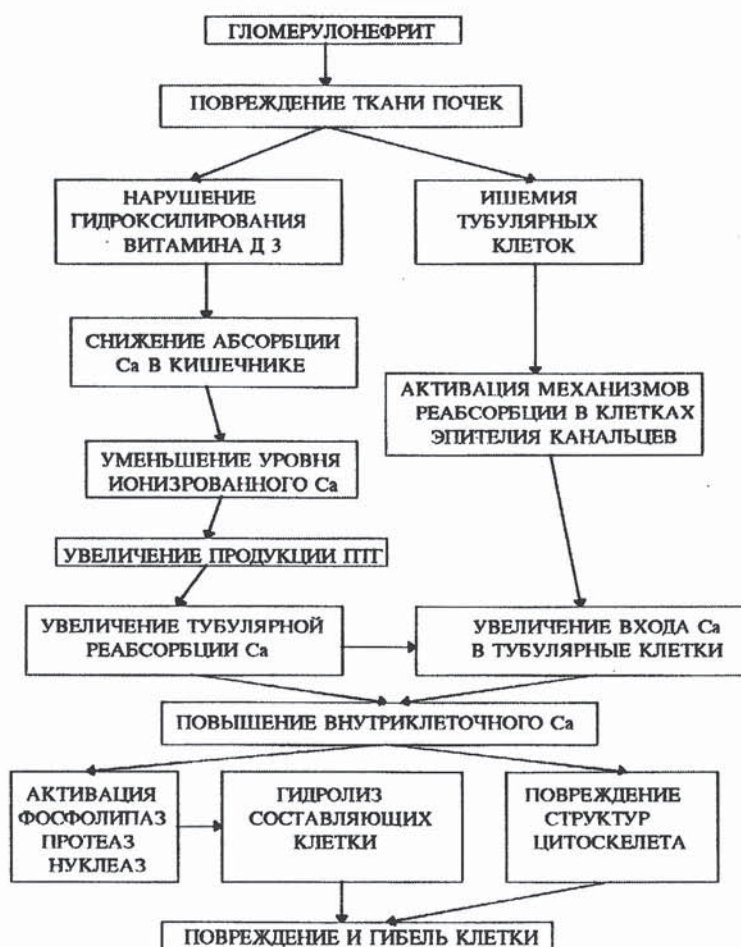 ГЛОМЕРУЛОНЕФРИТ
ПОВРЕЖДЕНИЕ ТКАНИ ПОЧЕК
НАРУШЕНИЕ
ГИДРОКСИЛИРОВАНИЯ
ВИТАМИНА Д 3
ИШЕМИЯ
ТУБУЛЯРНЫХ
КЛЕТОК
СНИЖЕНИЕ АБСОРБЦИИ
Ca В КИШЕЧНИКЕ
АКТИВАЦИЯ МЕХАНИЗМОВ
РЕАБСОРБЦИИ В КЛЕТКАХ
ЭПИТЕЛИЯ КАНАЛЬЦЕВ
УМЕНЬШЕНИЕ УРОВНЯ
ИОНИЗРОВАННОГО Ca
УВЕЛИЧЕНИЕ ПРОДУКЦИИ ПТГ
УВЕЛИЧЕНИЕ ТУБУЛЯРНОЙ
РЕАБСОРБЦИИ Ca
УВЕЛИЧЕНИЕ ВХОДА Ca
В ТУБУЛЯРНЫЕ КЛЕТКИ
ПОВЫШЕНИЕ ВНУТРИКЛЕТОЧНОГО Ca
АКТИВАЦИЯ
ФОСФОЛИПАЗ
ПРОТЕАЗ
НУКЛЕАЗ
ГИДРОЛИЗ
СОСТАВЛЯЮЩИХ
КЛЕТКИ
ПОВРЕЖДЕНИЕ
СТРУКТУР
ЦИТОСКЕЛЕТА
ПОВРЕЖДЕНИЕ И ГИБЕЛЬ КЛЕТКИ